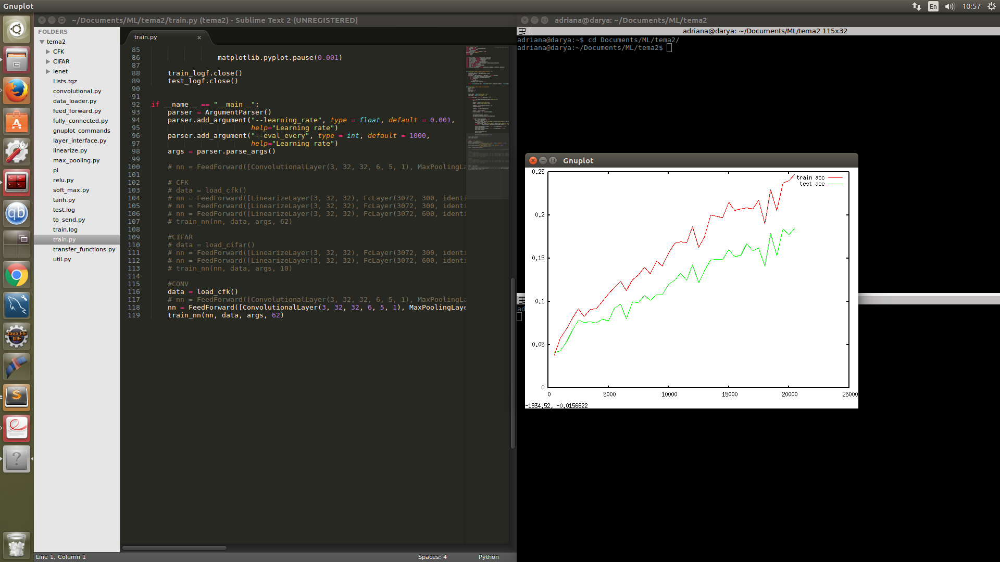 Gnuplot
En
10:57
~/Documents/ML/tema2/train.py (tema2) - Sublime Text 2 (UNREGISTERED)
FOLDERS
tema2
CFK
CIFAR
lenet
Lists.tgz
convolutional.py
data_loader.py
feed_forward.py
fully_connected.py
gnuplot_commands
layer_interface.py
linearize.py
max_pooling.py
pl
relu.py
soft_max.py
tanh.py
test.log
to_send.py
train.log
train.py
transfer_functions.py
util.py
train.py
85
86 matplotlib.pyplot.pause(0.001)
87
88 train_logf.close()
89 test_logf.close()
90
91
92 if __name__ == "__main__":
93 parser = ArgumentParser()
94 parser.add_argument("--learning_rate", type = float, default = 0.001,
95 help="Learning rate")
96 parser.add_argument("--eval_every", type = int, default = 1000,
97 help="Learning rate")
98 args = parser.parse_args()
99
100 # nn = FeedForward([ConvolutionalLayer(3, 32, 32, 6, 5, 1), MaxPoolingLa
101
102 # CFK
103 # data = load_cfk()
104 # nn = FeedForward([LinearizeLayer(3, 32, 32), FcLayer(3072, 300, identi
105 # nn = FeedForward([LinearizeLayer(3, 32, 32), FcLayer(3072, 300, identi
106 # nn = FeedForward([LinearizeLayer(3, 32, 32), FcLayer(3072, 600, identi
107 # train_nn(nn, data, args, 62)
108
109 #CIFAR
110 # data = load_cifar()
111 # nn = FeedForward([LinearizeLayer(3, 32, 32), FcLayer(3072, 300, identi
112 # nn = FeedForward([LinearizeLayer(3, 32, 32), FcLayer(3072, 600, identi
113 # train_nn(nn, data, args, 10)
114
115 #CONV
116 data = load_cfk()
117 # nn = FeedForward([ConvolutionalLayer(3, 32, 32, 6, 5, 1), MaxPoolingLa
118 nn = FeedForward([ConvolutionalLayer(3, 32, 32, 6, 5, 1), MaxPoolingLaye
119 train_nn(nn, data, args, 62)
Line 1, Column 1
Spaces: 4
Python
adriana@darya: ~/Documents/ML/tema2
adriana@darya: ~/Documents/ML/tema2 115x32
adriana@darya:~$ cd Documents/ML/tema2/
adriana@darya:~/Documents/ML/tema2$
Gnuplot
0.25
0.2
0.15
0.1
0.05
0
0 5000 10000 15000 20000 25000
train acc
test acc
-1934.52, -0.0156622
ad
qb
Java EE
IDE